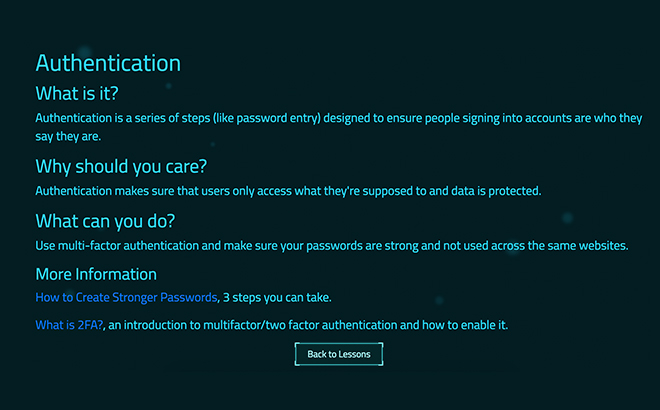 Authentication
What is it?
Authentication is a series of steps (like password entry) designed to ensure people signing into accounts are who they
say they are.
Why should you care?
Authentication makes sure that users only access what they're supposed to and data is protected.
What can you do?
Use multi-factor authentication and make sure your passwords are strong and not used across the same websites.
More Information
How to Create Stronger Passwords, 3 steps you can take.
What is 2FA?, an introduction to multifactor/two factor authentication and how to enable it.
Back to Lessons